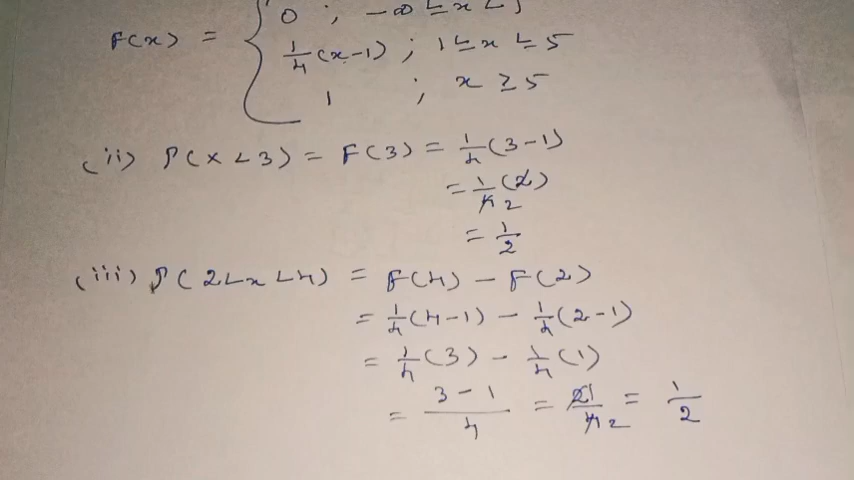 0 ; -∞ ≤ x < 1
F(x) = { 1/4 (x-1) ; 1 ≤ x ≤ 5
1 ; x ≥ 5
(ii) P(x < 3) = F(3) = 1/4 (3-1)
= 1/4 (2) 2
= 1/2
(iii) P(2 < x < 4) = F(4) - F(2)
= 1/4 (4-1) - 1/4 (2-1)
= 1/4 (3) - 1/4 (1)
= 3-1/4 = 21/42 = 1/2